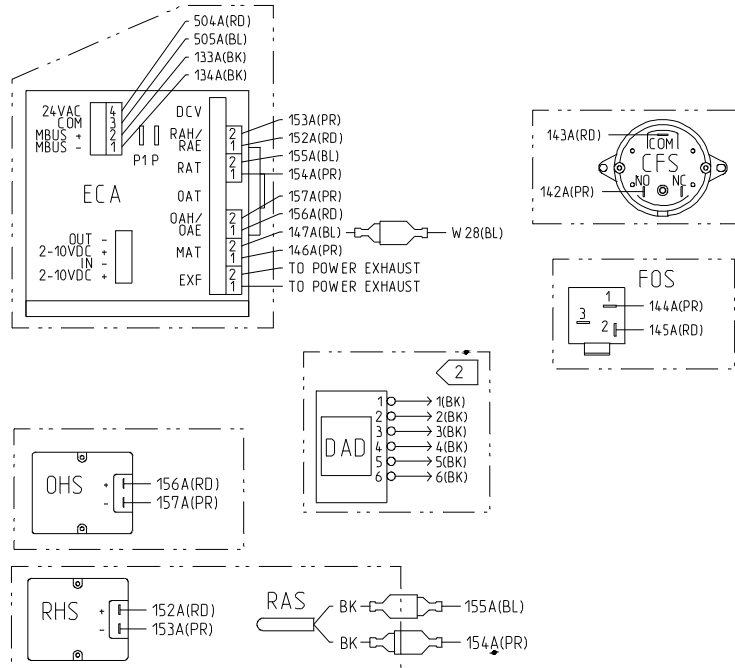 504A(RD)
505A(BL)
133A(BK)
134A(BK)
24VAC 4
COM 3
MBUS + 2
MBUS - 1
P1 P
ECA
OUT -
2-10VDC +
IN -
2-10VDC +
DCV
RAH/ 2 153A(PR)
RAE 1 152A(RD)
RAT 2 155A(BL)
1 154A(PR)
OAT
OAH/ 2 157A(PR)
OAE 1 156A(RD)
MAT 2 147A(BL) W28(BL)
1 146A(PR)
EXF 2 TO POWER EXHAUST
1 TO POWER EXHAUST
143A(RD)
COM
CFS
NO NC
142A(PR)
FOS
1 144A(PR)
3
2 145A(RD)
2
DAD
1 1(BK)
2 2(BK)
3 3(BK)
4 4(BK)
5 5(BK)
6 6(BK)
OHS
+ 156A(RD)
- 157A(PR)
RHS
+ 152A(RD)
- 153A(PR)
RAS
BK 155A(BL)
BK 154A(PR)